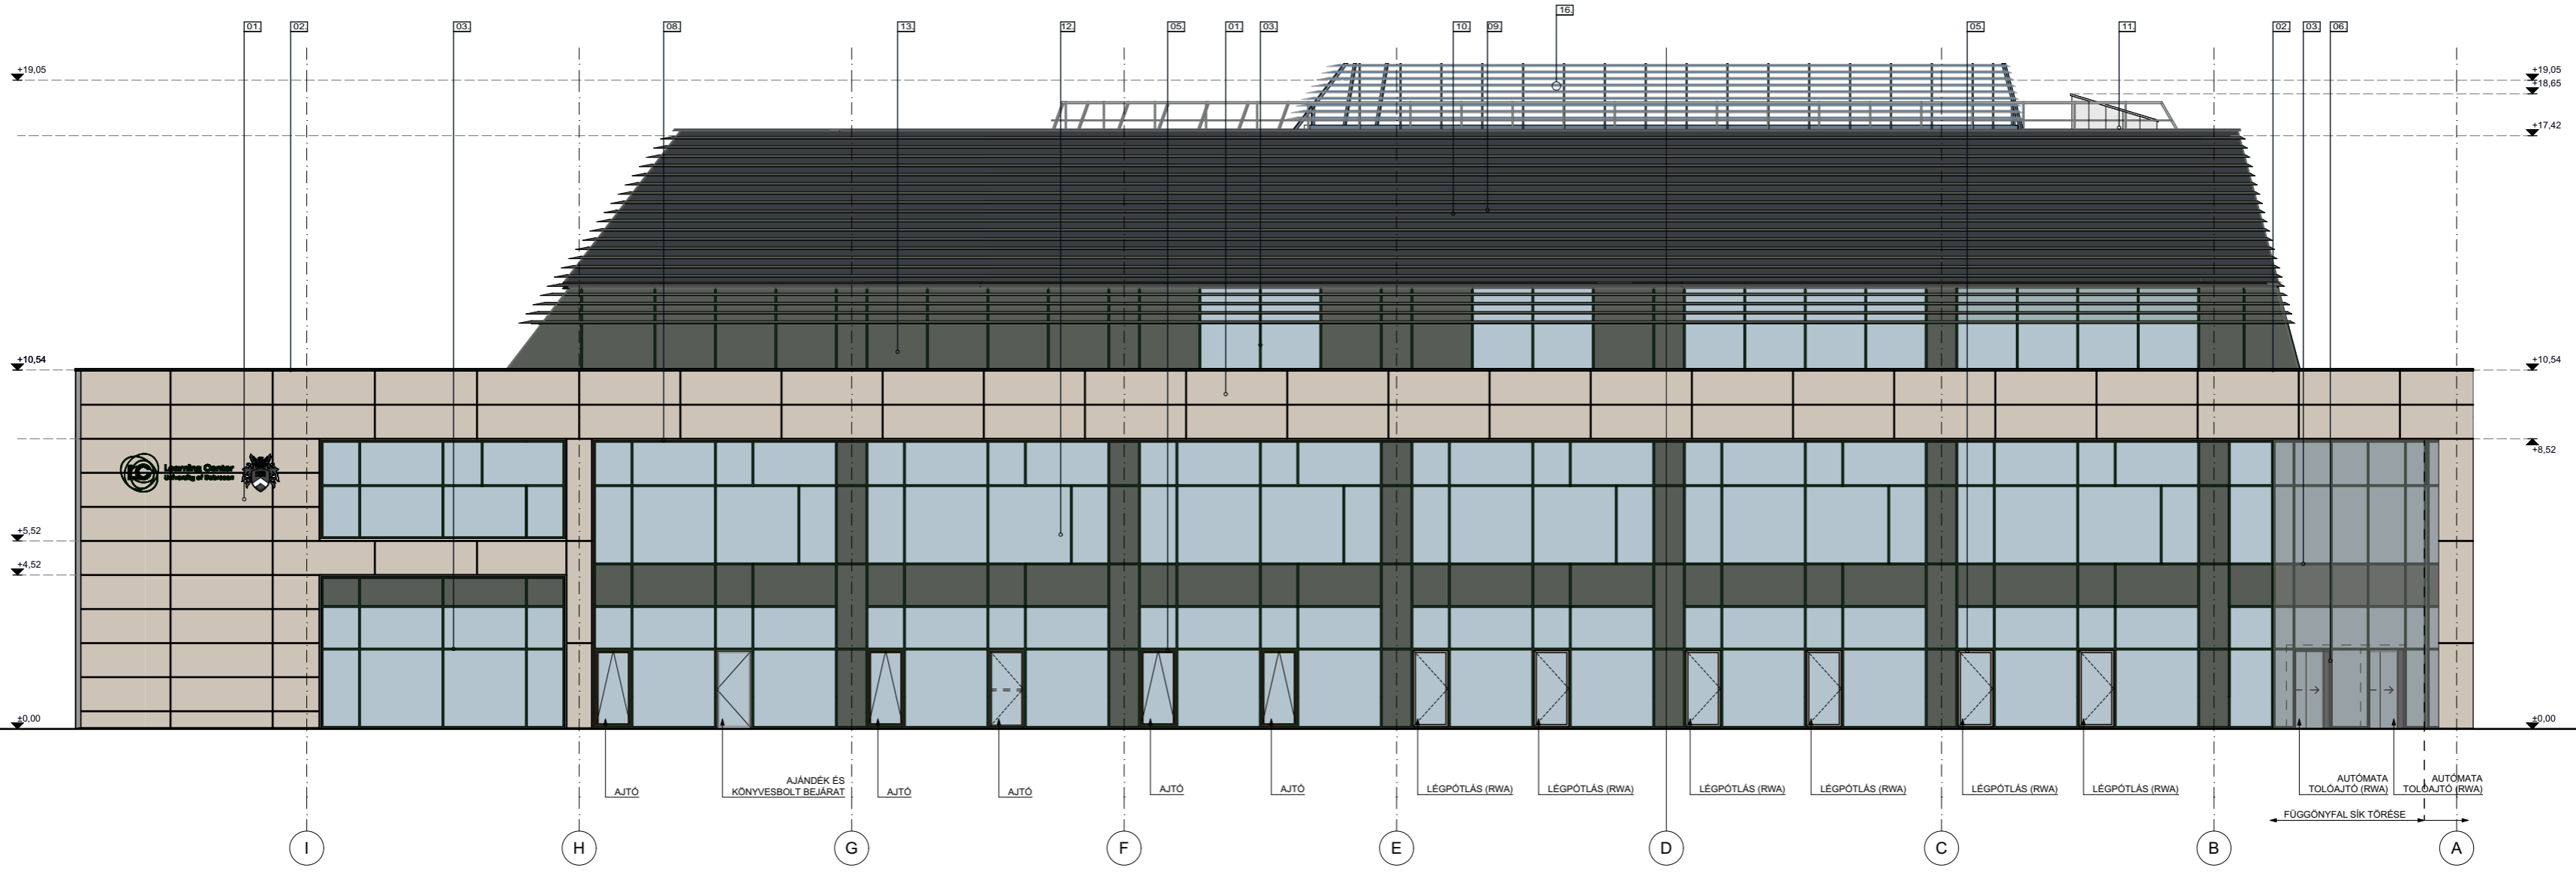 16.
01.
02.
03.
08.
13.
12.
05.
01.
03.
10.
09.
05.
11.
02.
03.
06.
+19,05
+19,05
+18,65
+17,42
+10,54
+10,54
+8,52
Learning Center
University of Debrecen
+5,52
+4,52
±0,00
±0,00
AJTÓ
AJÁNDÉK ÉS
KÖNYVESBOLT BEJÁRAT
AJTÓ
AJTÓ
AJTÓ
AJTÓ
LÉGPÓTLÁS (RWA)
LÉGPÓTLÁS (RWA)
LÉGPÓTLÁS (RWA)
LÉGPÓTLÁS (RWA)
LÉGPÓTLÁS (RWA)
LÉGPÓTLÁS (RWA)
AUTÓMATA
TOLÓAJTÓ (RWA)
AUTÓMATA
TOLÓAJTÓ (RWA)
FÜGGÖNYFAL SÍK TÖRÉSE
I
H
G
F
E
D
C
B
A